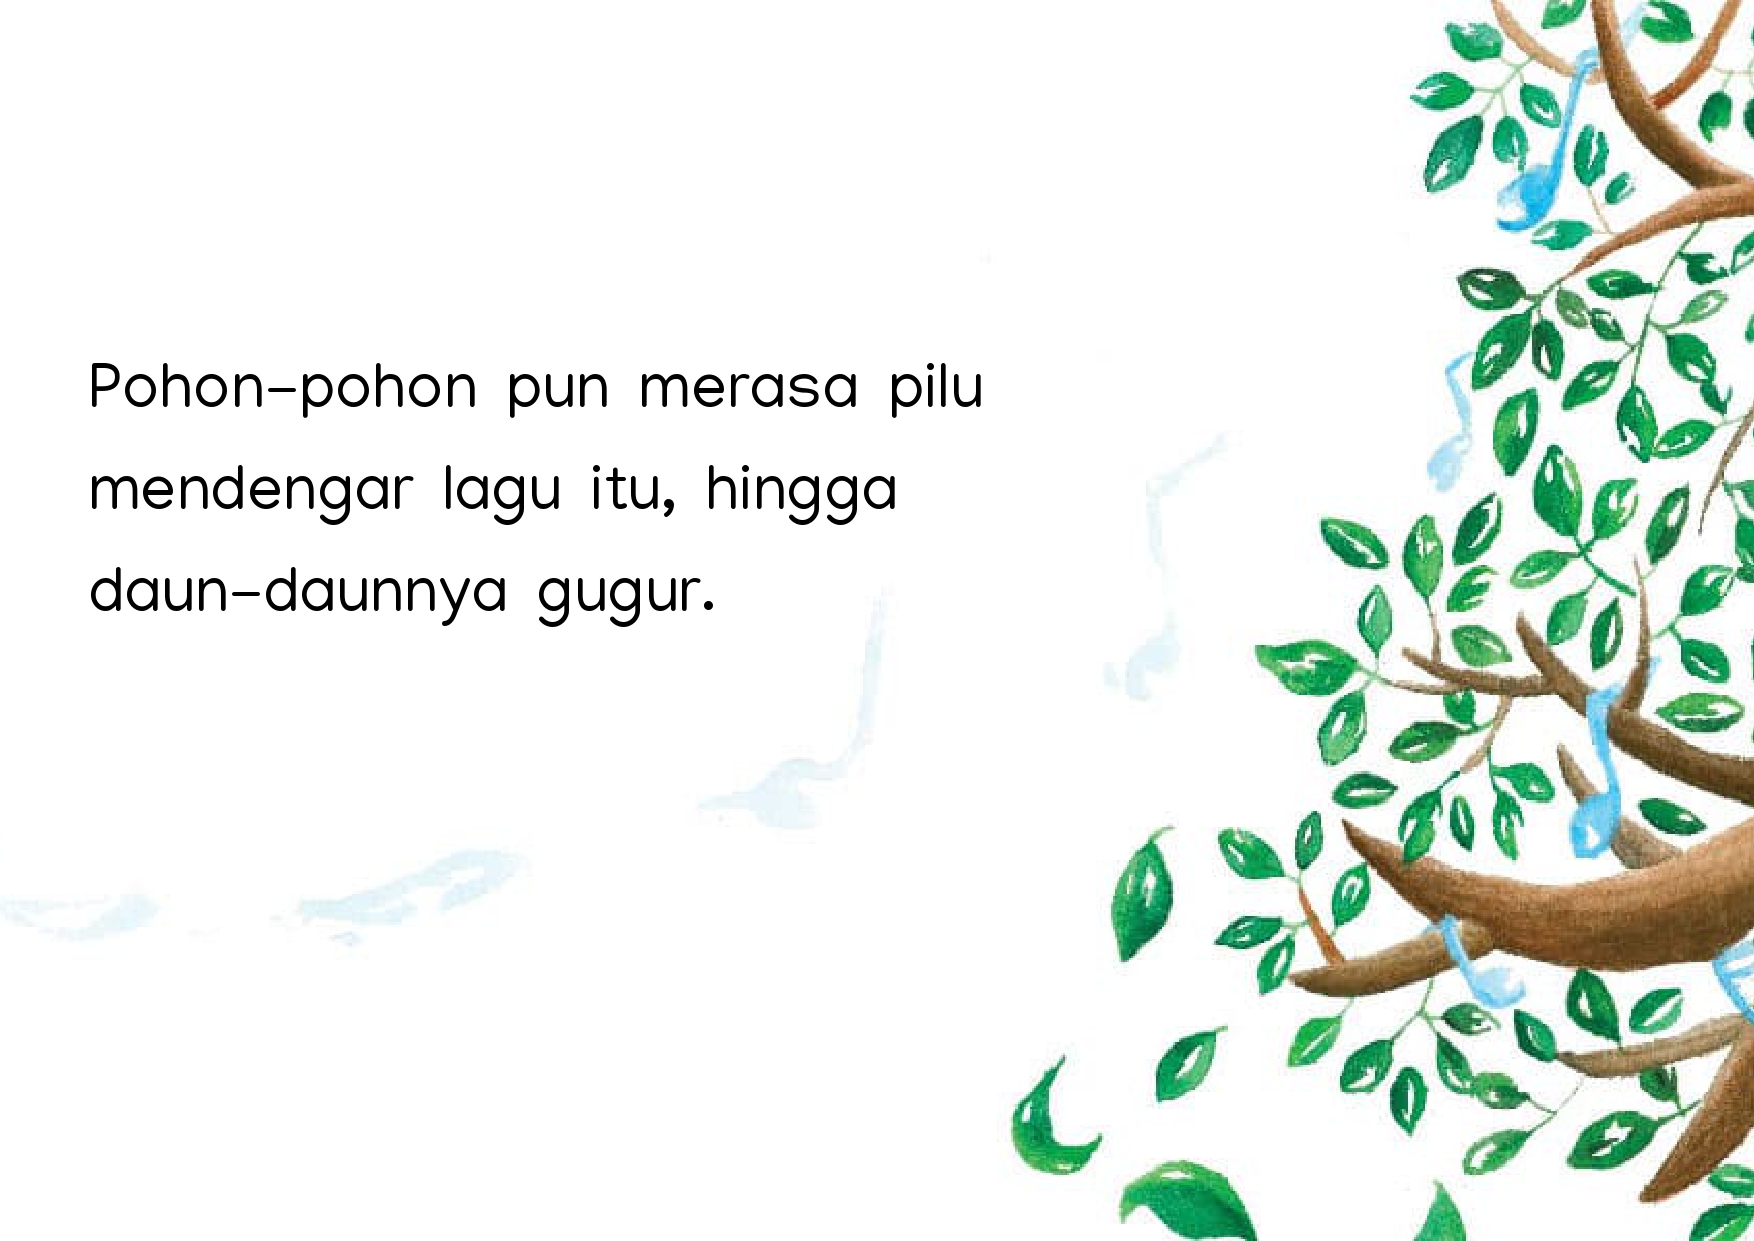 Pohon-pohon pun merasa pilu
mendengar lagu itu, hingga
daun-daunnya gugur.